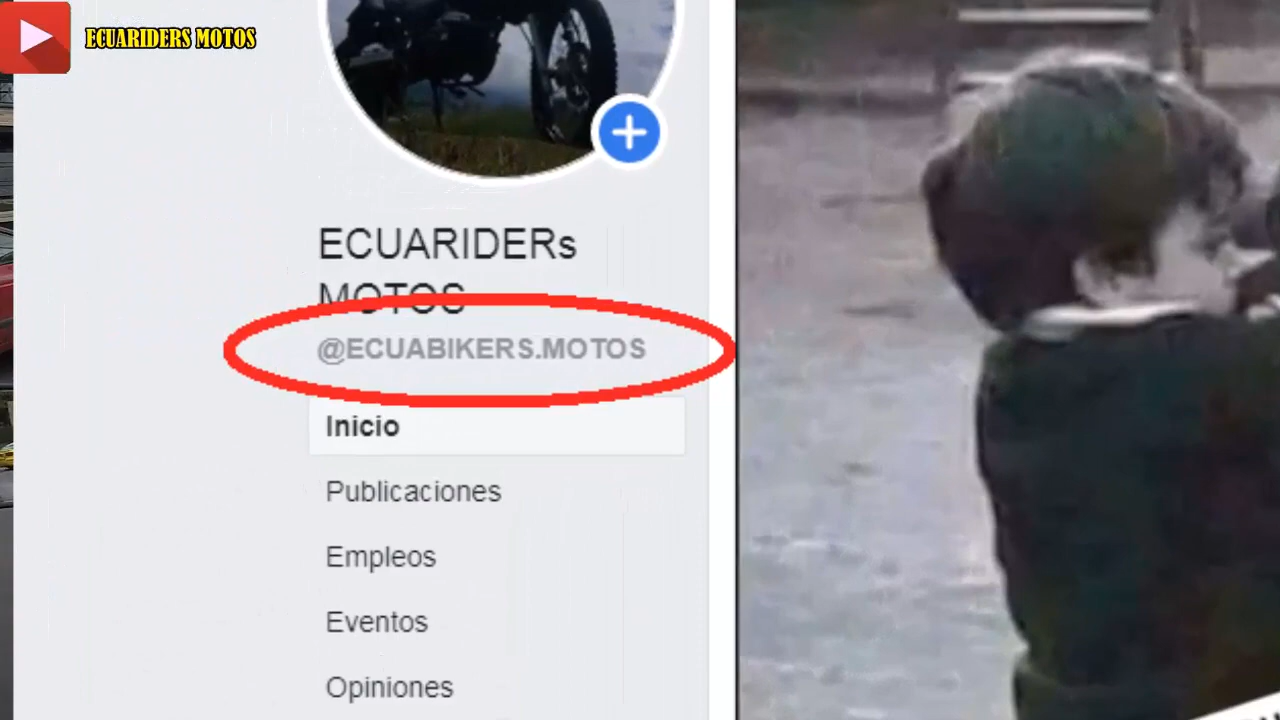 ECUARIDERS MOTOS
ECUARIDERs
MOTOS
@ECUABIKERS.MOTOS
Inicio
Publicaciones
Empleos
Eventos
Opiniones